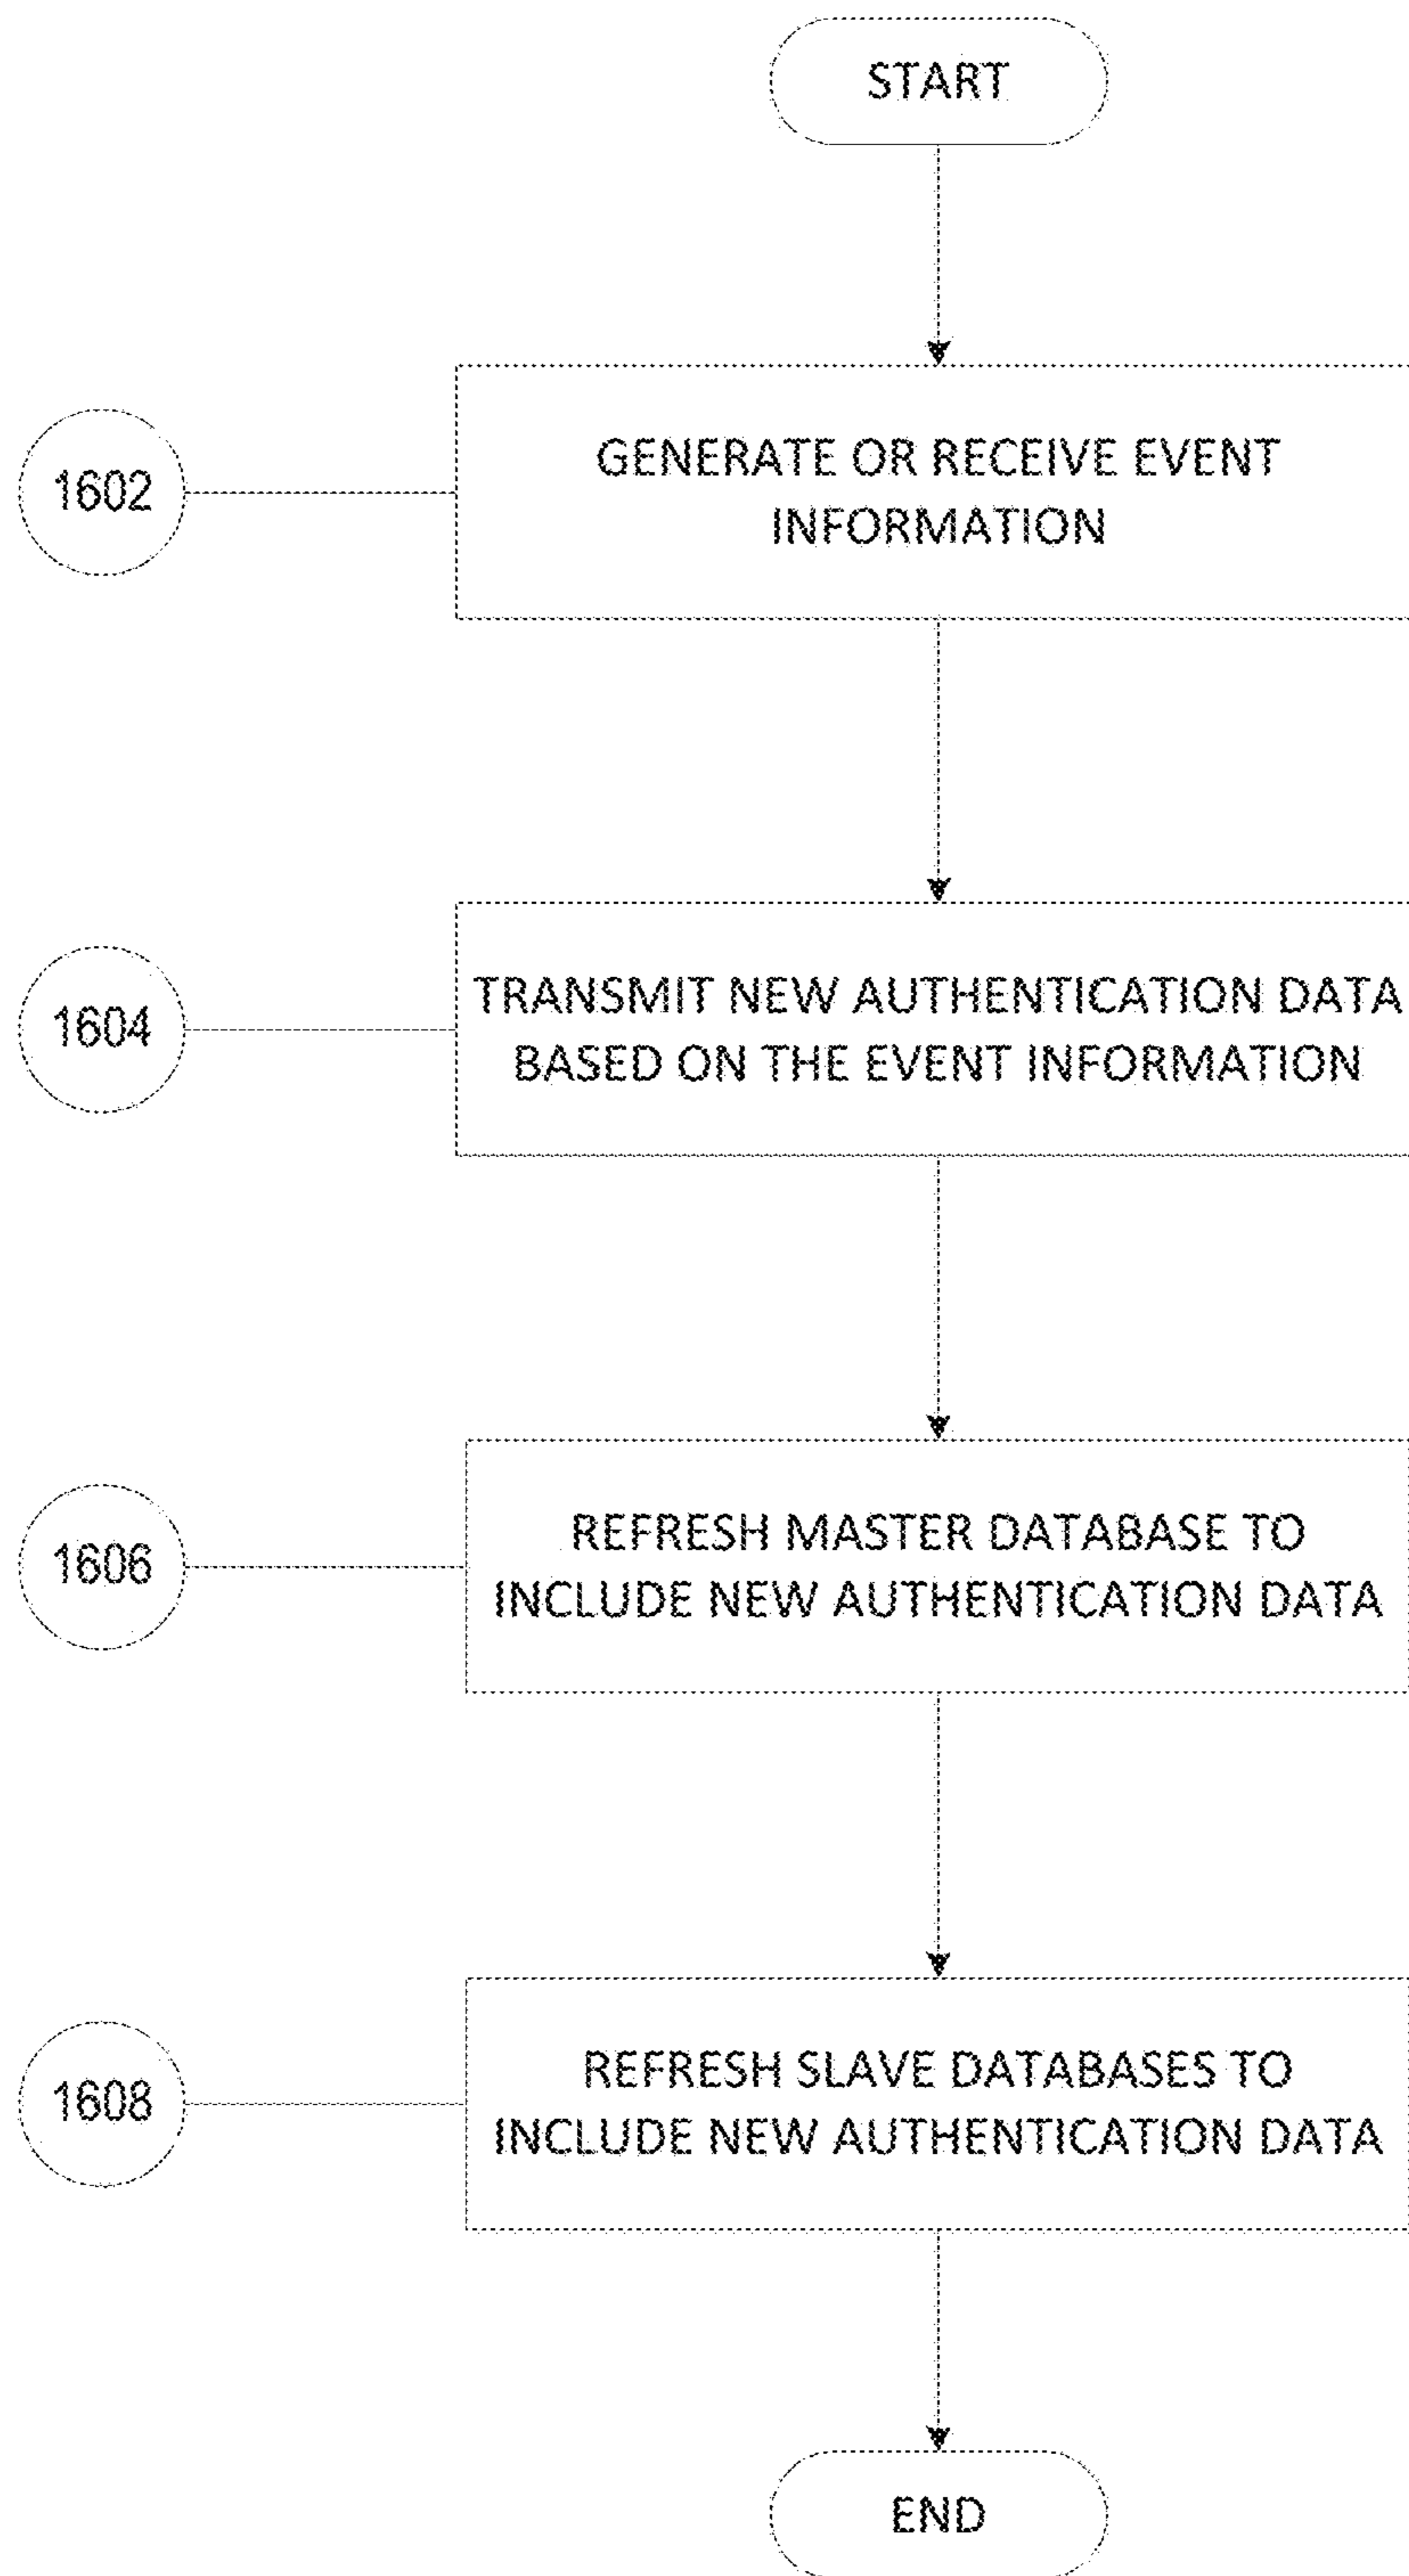 START
1602
GENERATE OR RECEIVE EVENT
INFORMATION
1604
TRANSMIT NEW AUTHENTICATION DATA
BASED ON THE EVENT INFORMATION
1606
REFRESH MASTER DATABASE TO
INCLUDE NEW AUTHENTICATION DATA
1608
REFRESH SLAVE DATABASES TO
INCLUDE NEW AUTHENTICATION DATA
END